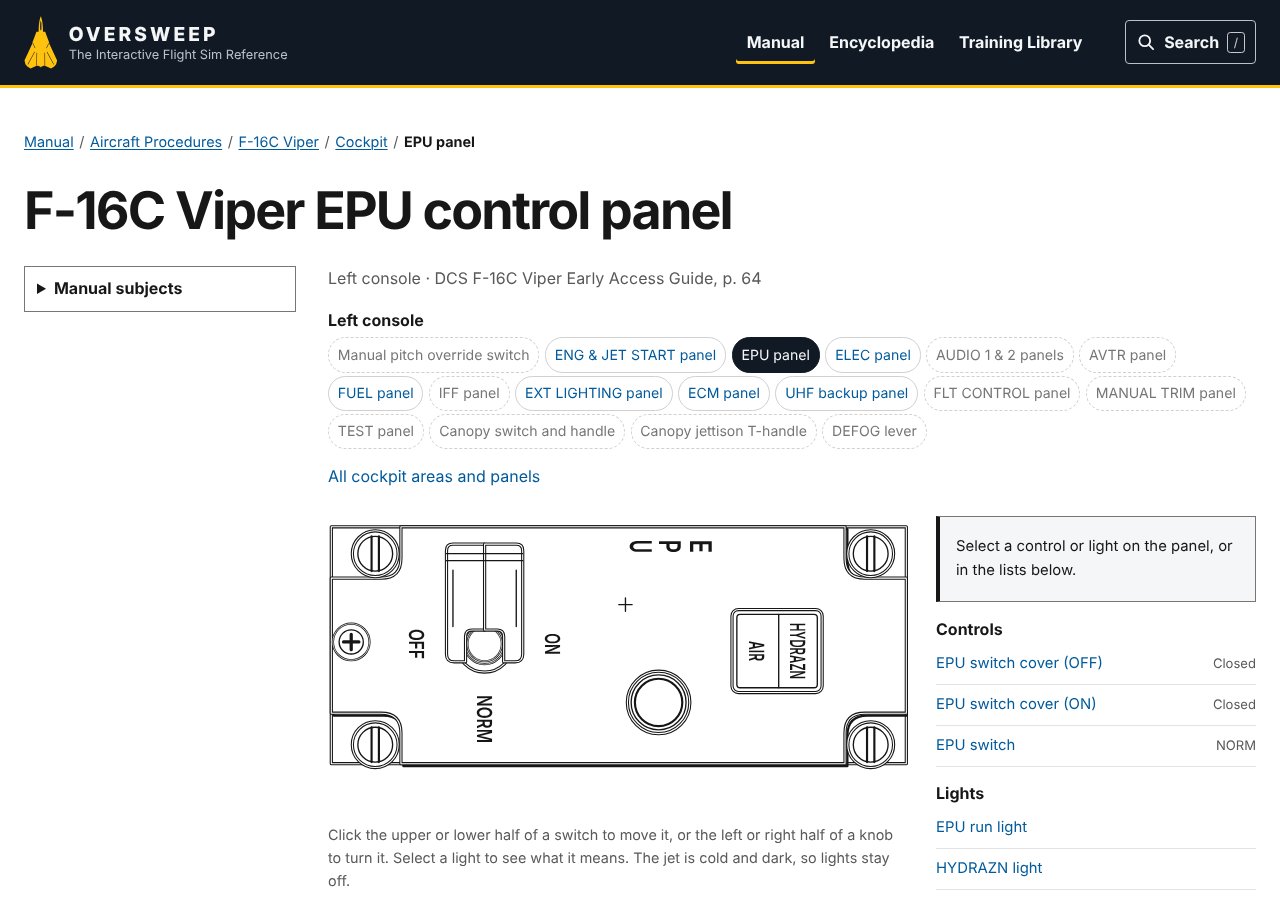 OVERSWEEP
The Interactive Flight Sim Reference
Manual
Encyclopedia
Training Library
Search /
Manual / Aircraft Procedures / F-16C Viper / Cockpit / EPU panel
F-16C Viper EPU control panel
Manual subjects
Left console · DCS F-16C Viper Early Access Guide, p. 64
Left console
Manual pitch override switch
ENG & JET START panel
EPU panel
ELEC panel
AUDIO 1 & 2 panels
AVTR panel
FUEL panel
IFF panel
EXT LIGHTING panel
ECM panel
UHF backup panel
FLT CONTROL panel
MANUAL TRIM panel
TEST panel
Canopy switch and handle
Canopy jettison T-handle
DEFOG lever
All cockpit areas and panels
EPU
OFF
ON
NORM
AIR
HYDRAZN
Click the upper or lower half of a switch to move it, or the left or right half of a knob
to turn it. Select a light to see what it means. The jet is cold and dark, so lights stay
off.
Select a control or light on the panel, or
in the lists below.
Controls
EPU switch cover (OFF) Closed
EPU switch cover (ON) Closed
EPU switch NORM
Lights
EPU run light
HYDRAZN light